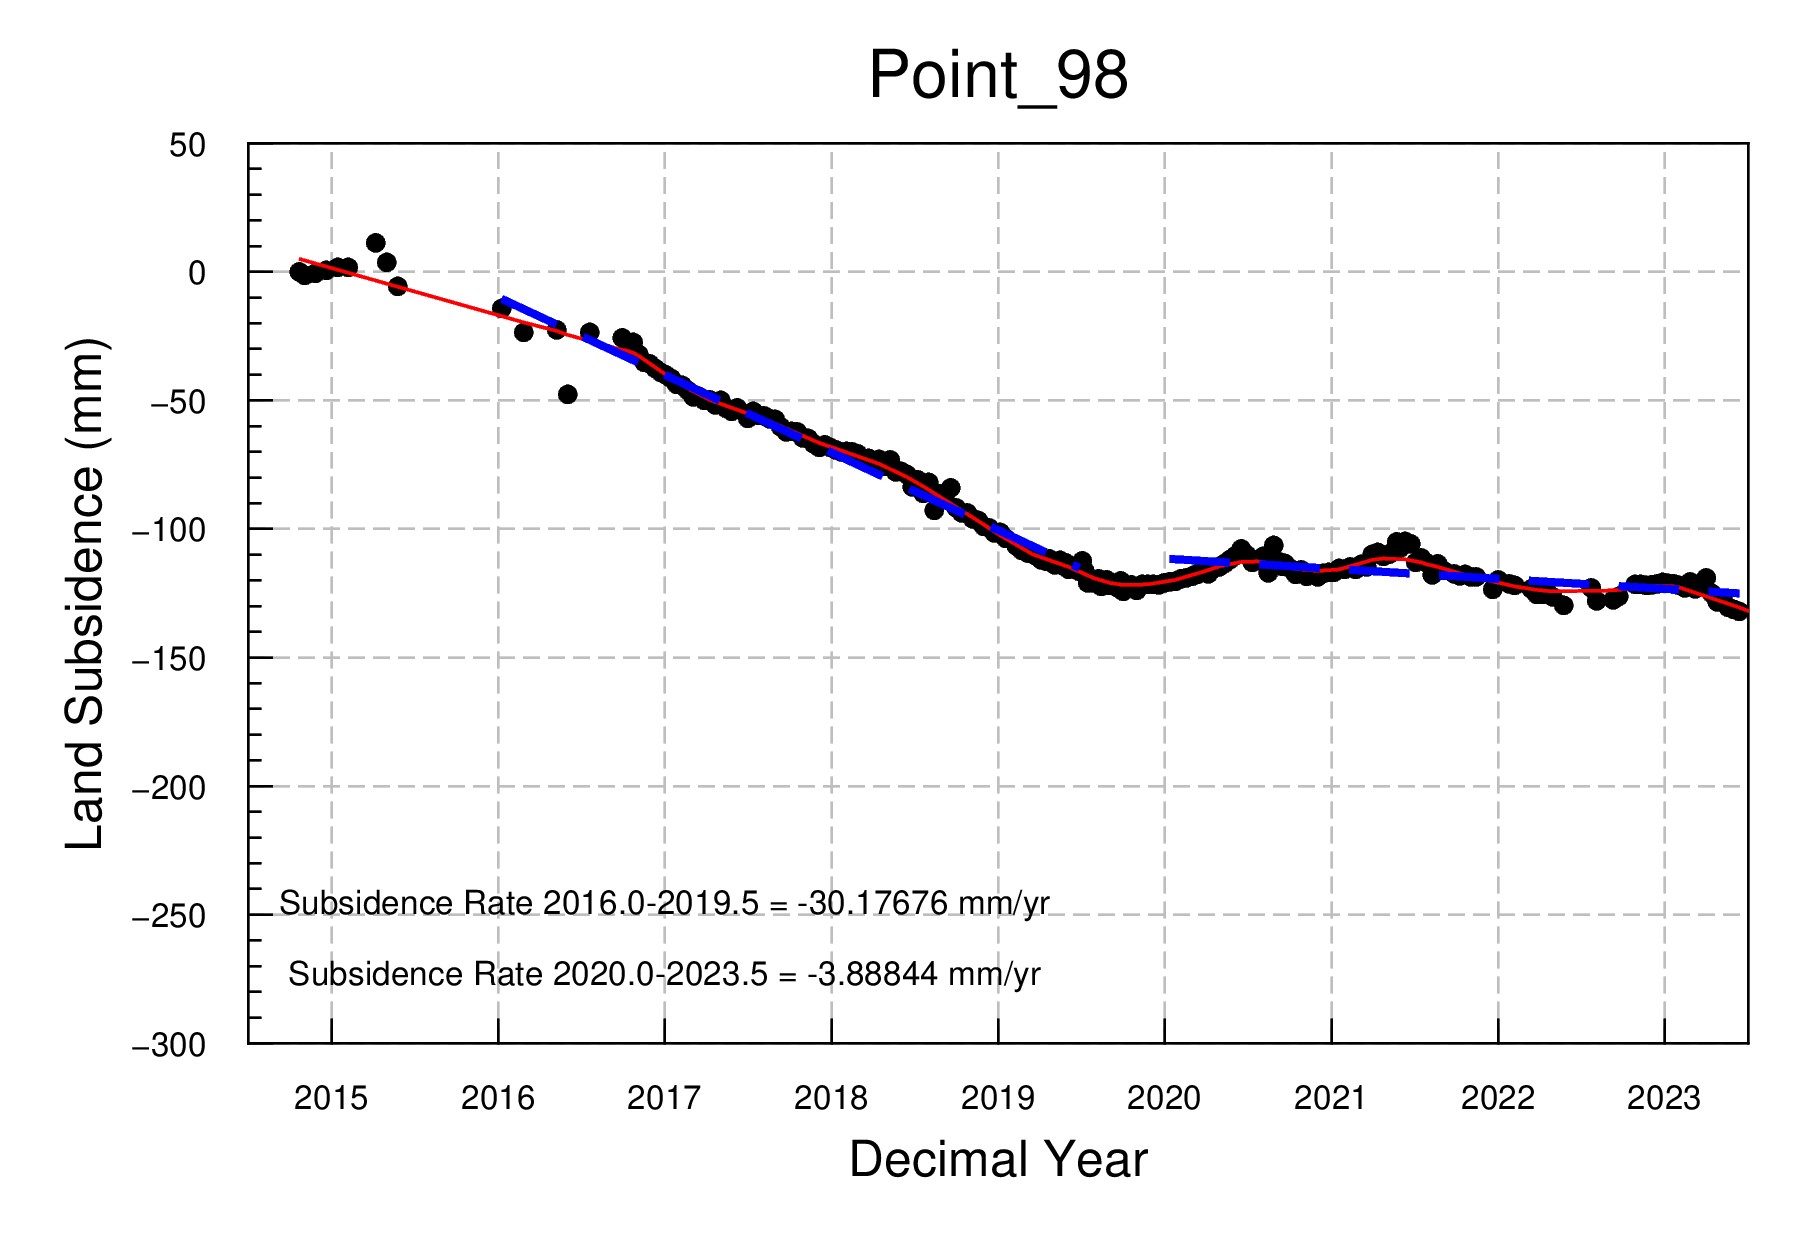 Point_98
50
0
−50
−100
−150
−200
−250
−300
Land Subsidence (mm)
Subsidence Rate 2016.0-2019.5 = -30.17676 mm/yr
Subsidence Rate 2020.0-2023.5 = -3.88844 mm/yr
2015 2016 2017 2018 2019 2020 2021 2022 2023
Decimal Year